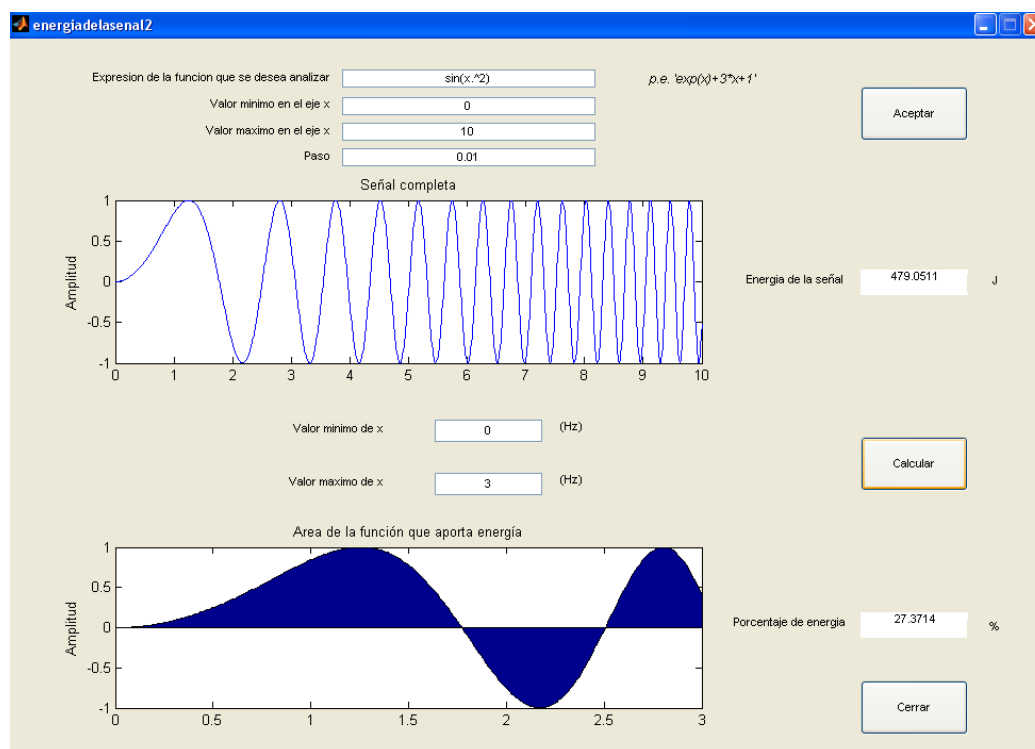 energiadelasenal2
Expresion de la funcion que se desea analizar
sin(x.^2)
p.e. 'exp(x)+3*x+1'
Valor minimo en el eje x
0
Valor maximo en el eje x
10
Paso
0.01
Aceptar
Señal completa
Amplitud
1
0.5
0
-0.5
-1
0 1 2 3 4 5 6 7 8 9 10
Energia de la señal
479.0511
J
Valor minimo de x
0
(Hz)
Valor maximo de x
3
(Hz)
Calcular
Area de la función que aporta energía
Amplitud
1
0.5
0
-0.5
-1
0 0.5 1 1.5 2 2.5 3
Porcentaje de energia
27.3714
%
Cerrar